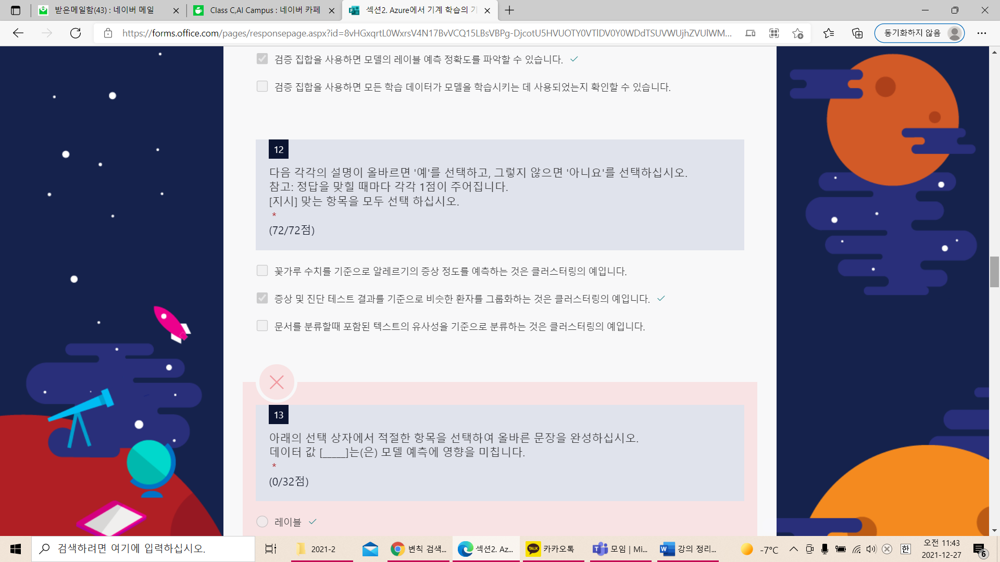 받은메일함(43) : 네이버 메일
Class C,AI Campus : 네이버 카페
섹션2. Azure에서 기계 학습의 기
https://forms.office.com/pages/responsepage.aspx?id=8vHGxqrtL0WxrsV4N17BvVCQ15LBsVBPg-DjcotU5HVUOTY0VTlDV0Y0WDdTSUVWUjhZVUlWM...
동기화하지 않음
검증 집합을 사용하면 모델의 레이블 예측 정확도를 파악할 수 있습니다.
검증 집합을 사용하면 모든 학습 데이터가 모델을 학습시키는 데 사용되었는지 확인할 수 있습니다.
12
다음 각각의 설명이 올바르면 '예'를 선택하고, 그렇지 않으면 '아니요'를 선택하십시오.
참고: 정답을 맞힐 때마다 각각 1점이 주어집니다.
[지시] 맞는 항목을 모두 선택 하십시오.
*
(72/72점)
꽃가루 수치를 기준으로 알레르기의 증상 정도를 예측하는 것은 클러스터링의 예입니다.
증상 및 진단 테스트 결과를 기준으로 비슷한 환자를 그룹화하는 것은 클러스터링의 예입니다.
문서를 분류할때 포함된 텍스트의 유사성을 기준으로 분류하는 것은 클러스터링의 예입니다.
13
아래의 선택 상자에서 적절한 항목을 선택하여 올바른 문장을 완성하십시오.
데이터 값 [_____]는(은) 모델 예측에 영향을 미칩니다.
*
(0/32점)
레이블
검색하려면 여기에 입력하십시오.
2021-2
변칙 검색...
섹션2. Az...
TALK
카카오톡
모임 | Mi...
강의 정리...
-7°C
한
오전 11:43
2021-12-27
6